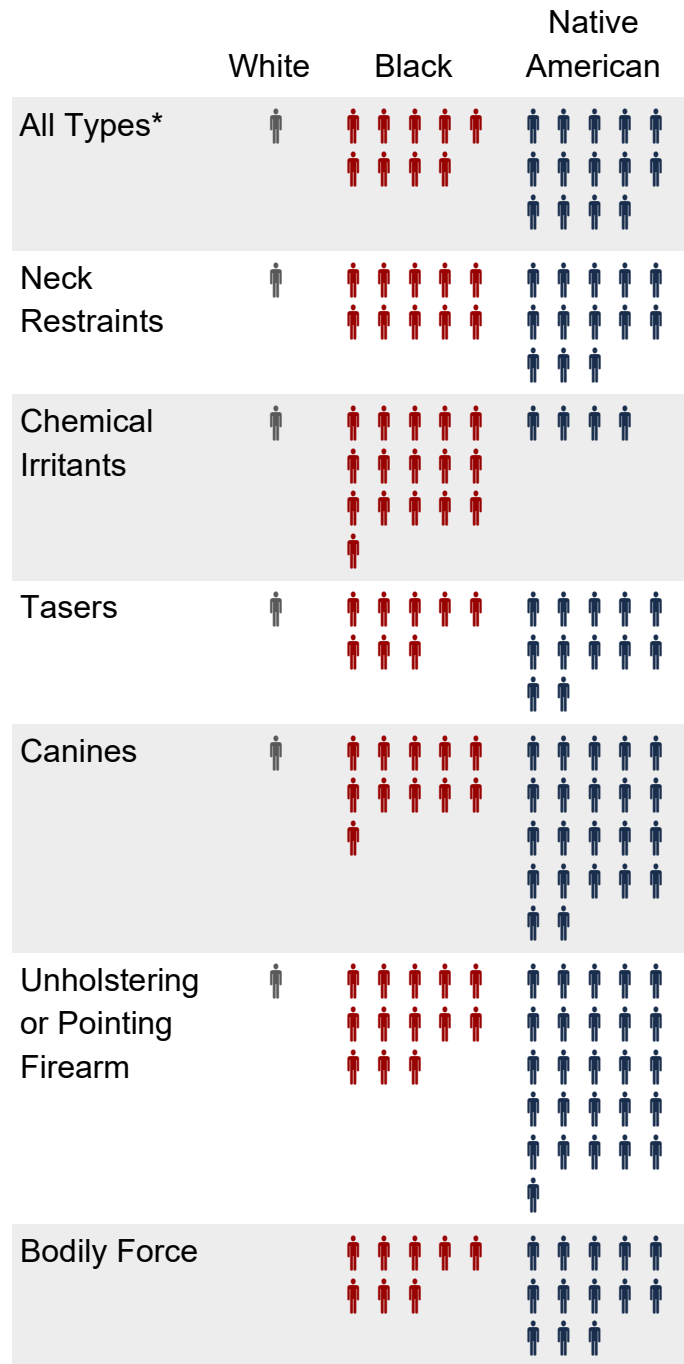 Native
White Black American
All Types*
Neck
Restraints
Chemical
Irritants
Tasers
Canines
Unholstering
or Pointing
Firearm
Bodily Force